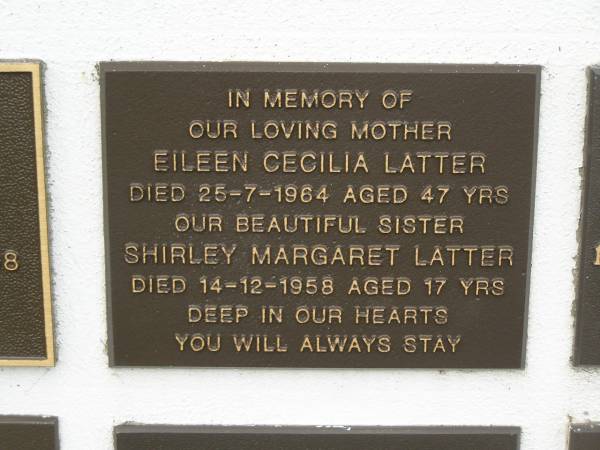 IN MEMORY OF
OUR LOVING MOTHER
EILEEN CECILIA LATTER
DIED 25-7-1964 AGED 47 YRS
OUR BEAUTIFUL SISTER
SHIRLEY MARGARET LATTER
DIED 14-12-1958 AGED 17 YRS
DEEP IN OUR HEARTS
YOU WILL ALWAYS STAY
8